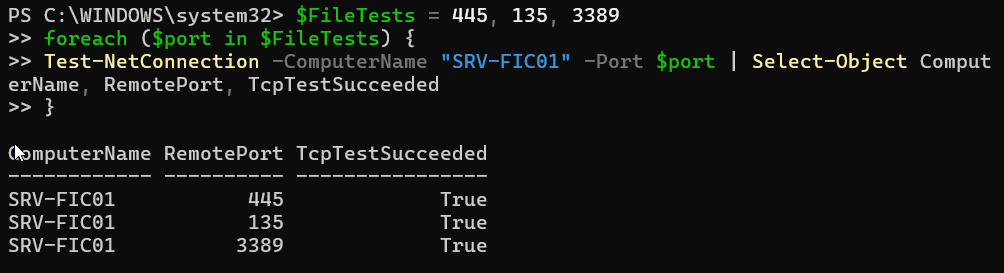 PS C:\WINDOWS\system32> $FileTests = 445, 135, 3389
>> foreach ($port in $FileTests) {
>> Test-NetConnection -ComputerName "SRV-FIC01" -Port $port | Select-Object Comput
erName, RemotePort, TcpTestSucceeded
>> }
ComputerName RemotePort TcpTestSucceeded
------------ ---------- ----------------
SRV-FIC01 445 True
SRV-FIC01 135 True
SRV-FIC01 3389 True